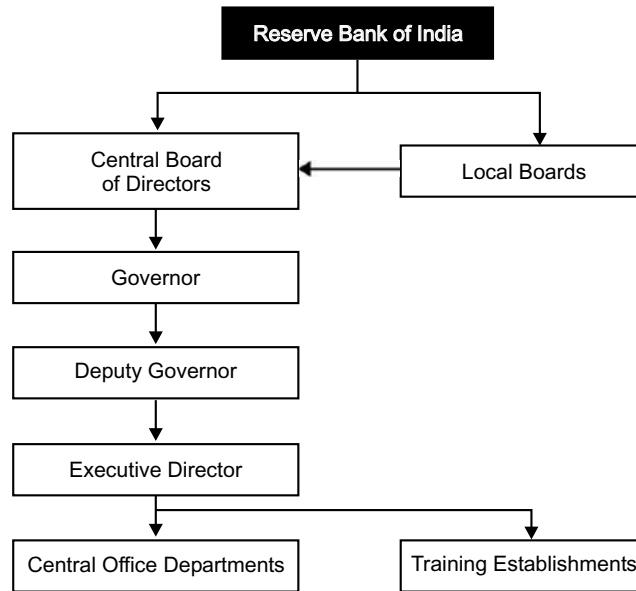 Reserve Bank of India
Central Board
of Directors
Local Boards
Governor
Deputy Governor
Executive Director
Central Office Departments
Training Establishments